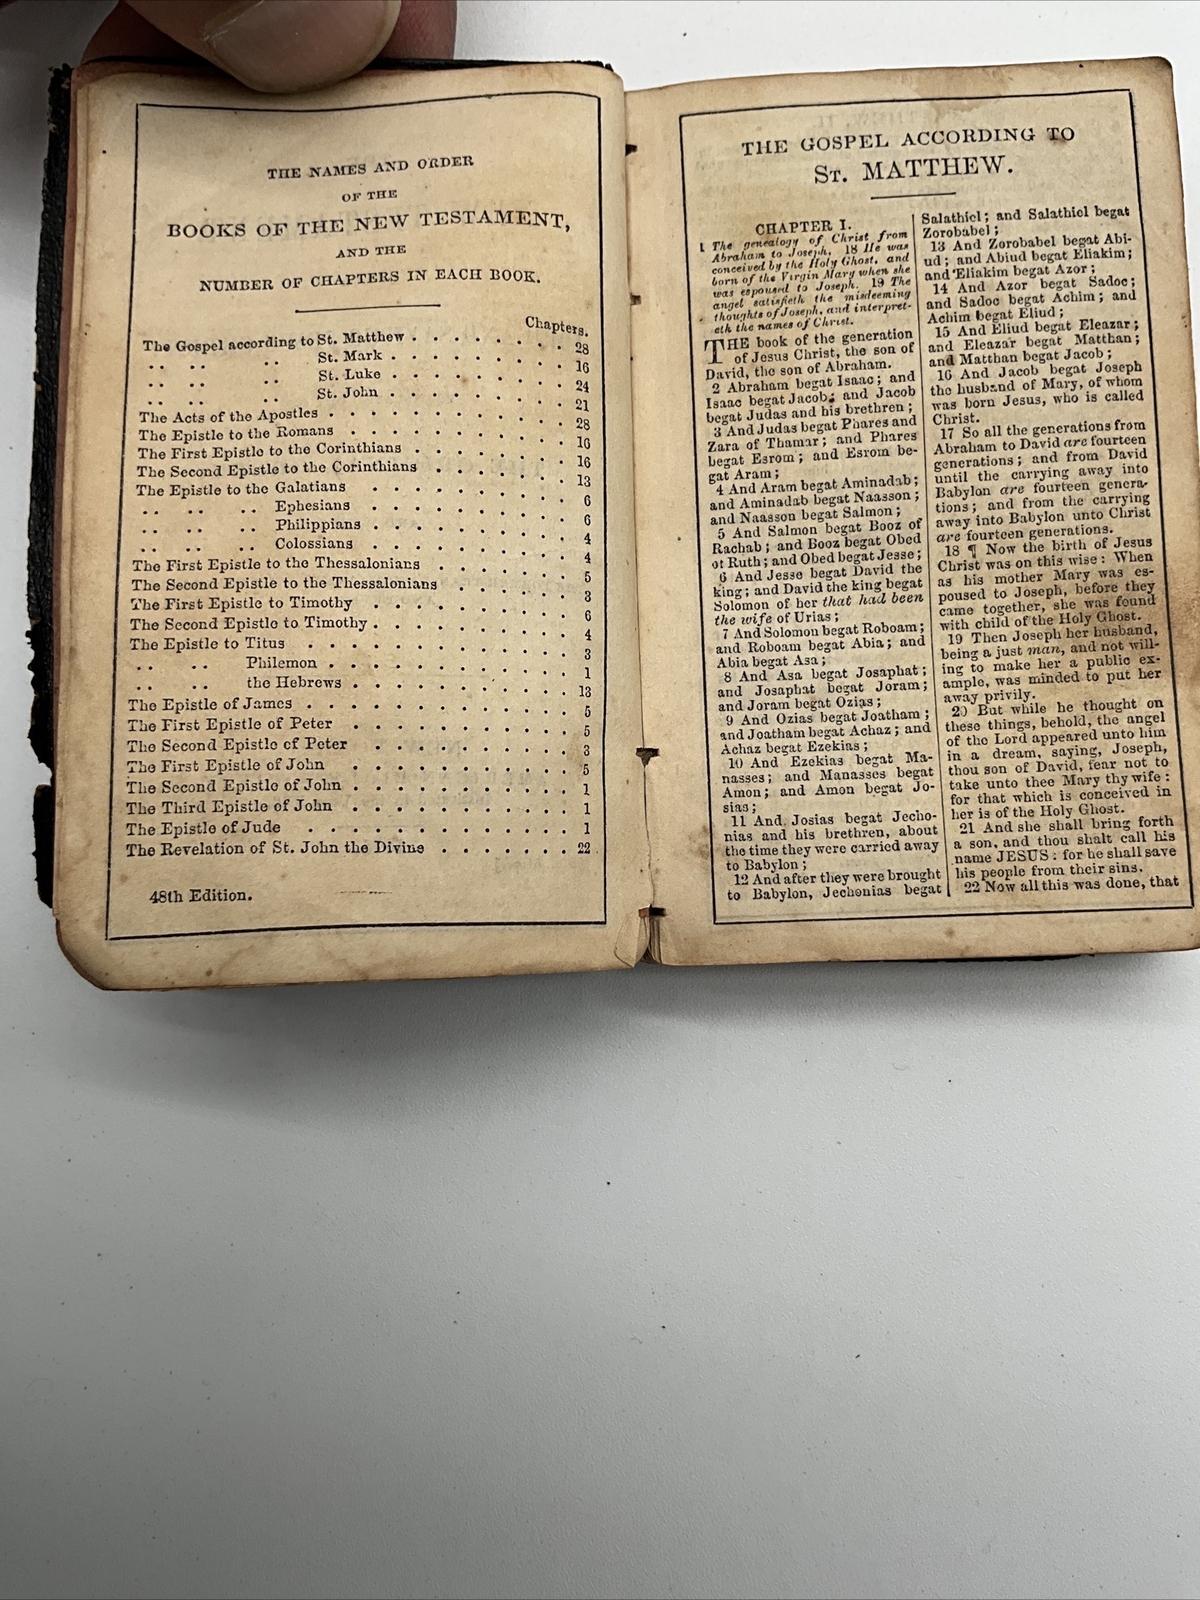 THE NAMES AND ORDER
OF THE
BOOKS OF THE NEW TESTAMENT,
AND THE
NUMBER OF CHAPTERS IN EACH BOOK.
Chapters.
The Gospel according to St. Matthew . . . . . . . . 28
.. .. .. St. Mark . . . . . . . . 16
.. .. .. St. Luke . . . . . . . . 24
.. .. .. St. John . . . . . . . . 21
The Acts of the Apostles . . . . . . . . . . . 28
The Epistle to the Romans . . . . . . . . . . 16
The First Epistle to the Corinthians . . . . . . . 16
The Second Epistle to the Corinthians . . . . . . 13
The Epistle to the Galatians . . . . . . . . . 6
.. .. .. Ephesians . . . . . . . . . 6
.. .. .. Philippians . . . . . . . . . 4
.. .. .. Colossians . . . . . . . . . 4
The First Epistle to the Thessalonians . . . . . . 5
The Second Epistle to the Thessalonians . . . . . 3
The First Epistle to Timothy . . . . . . . . . 6
The Second Epistle to Timothy . . . . . . . . . 4
The Epistle to Titus . . . . . . . . . . . . 3
.. .. Philemon . . . . . . . . . . . 1
.. .. the Hebrews . . . . . . . . . . 13
The Epistle of James . . . . . . . . . . . . 5
The First Epistle of Peter . . . . . . . . . . 5
The Second Epistle of Peter . . . . . . . . . 3
The First Epistle of John . . . . . . . . . . . 5
The Second Epistle of John . . . . . . . . . . 1
The Third Epistle of John . . . . . . . . . . . 1
The Epistle of Jude . . . . . . . . . . . . 1
The Revelation of St. John the Divine . . . . . . . 22
48th Edition.
THE GOSPEL ACCORDING TO
St. MATTHEW.
CHAPTER I.
1 The genealogy of Christ from
Abraham to Joseph. 18 He was
conceived by the Holy Ghost, and
born of the Virgin Mary when she
was espoused to Joseph. 19 The
angel satisfieth the misdeeming
thoughts of Joseph, and interpret-
eth the names of Christ.
THE book of the generation
of Jesus Christ, the son of
David, the son of Abraham.
2 Abraham begat Isaac; and
Isaac begat Jacob; and Jacob
begat Judas and his brethren;
3 And Judas begat Phares and
Zara of Thamar; and Phares
begat Esrom; and Esrom be-
gat Aram;
4 And Aram begat Aminadab;
and Aminadab begat Naasson;
and Naasson begat Salmon;
5 And Salmon begat Booz of
Rachab; and Booz begat Obed
of Ruth; and Obed begat Jesse;
6 And Jesse begat David the
king; and David the king begat
Solomon of her that had been
the wife of Urias;
7 And Solomon begat Roboam;
and Roboam begat Abia; and
Abia begat Asa;
8 And Asa begat Josaphat;
and Josaphat begat Joram;
and Joram begat Ozias;
9 And Ozias begat Joatham;
and Joatham begat Achaz; and
Achaz begat Ezekias;
10 And Ezekias begat Ma-
nasses; and Manasses begat
Amon; and Amon begat Jo-
sias;
11 And Josias begat Jecho-
nias and his brethren, about
the time they were carried away
to Babylon;
12 And after they were brought
to Babylon, Jechonias begat
Salathiel; and Salathiel begat
Zorobabel;
13 And Zorobabel begat Abi-
ud; and Abiud begat Eliakim;
and Eliakim begat Azor;
14 And Azor begat Sadoc;
and Sadoc begat Achim; and
Achim begat Eliud;
15 And Eliud begat Eleazar;
and Eleazar begat Matthan;
and Matthan begat Jacob;
16 And Jacob begat Joseph
the husband of Mary, of whom
was born Jesus, who is called
Christ.
17 So all the generations from
Abraham to David are fourteen
generations; and from David
until the carrying away into
Babylon are fourteen genera-
tions; and from the carrying
away into Babylon unto Christ
are fourteen generations.
18 ¶ Now the birth of Jesus
Christ was on this wise: When
as his mother Mary was es-
poused to Joseph, before they
came together, she was found
with child of the Holy Ghost.
19 Then Joseph her husband,
being a just man, and not will-
ing to make her a public ex-
ample, was minded to put her
away privily.
20 But while he thought on
these things, behold, the angel
of the Lord appeared unto him
in a dream, saying, Joseph,
thou son of David, fear not to
take unto thee Mary thy wife:
for that which is conceived in
her is of the Holy Ghost.
21 And she shall bring forth
a son, and thou shalt call his
name JESUS: for he shall save
his people from their sins.
22 Now all this was done, that